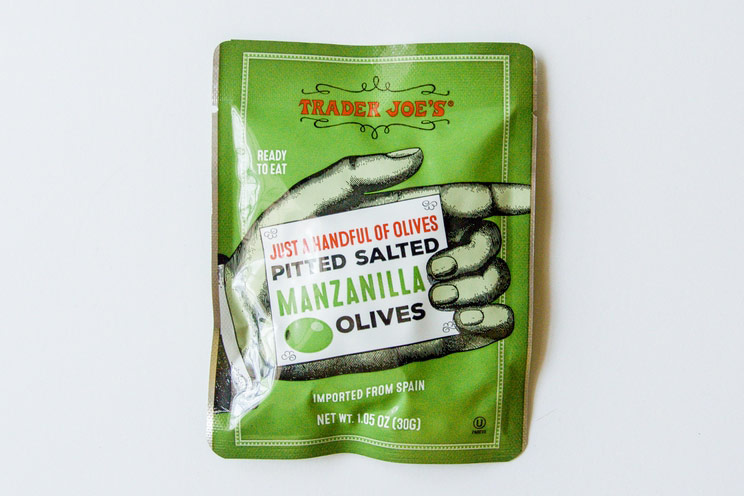 TRADER JOE'S®
READY
TO EAT
JUST A HANDFUL OF OLIVES
PITTED SALTED
MANZANILLA
OLIVES
IMPORTED FROM SPAIN
NET WT. 1.05 OZ (30G)
U